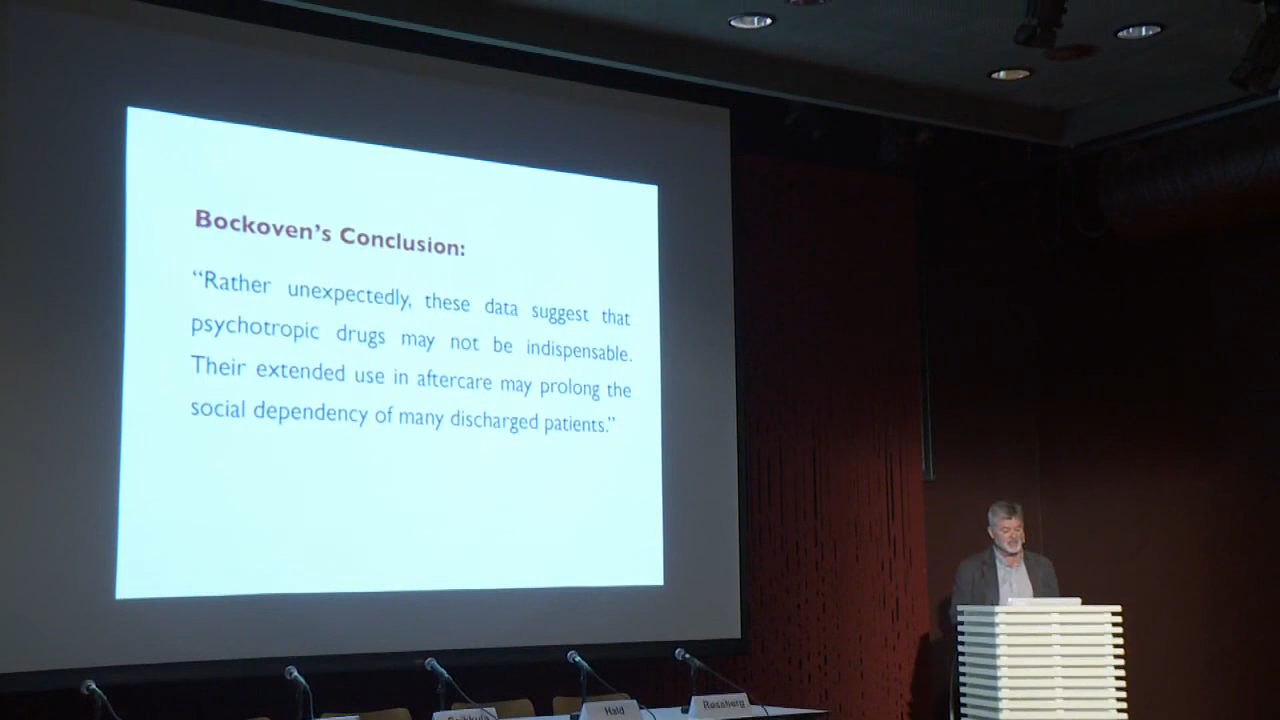 Bockoven's Conclusion:
“Rather unexpectedly, these data suggest that
psychotropic drugs may not be indispensable.
Their extended use in aftercare may prolong the
social dependency of many discharged patients.”
Hald
Røssberg